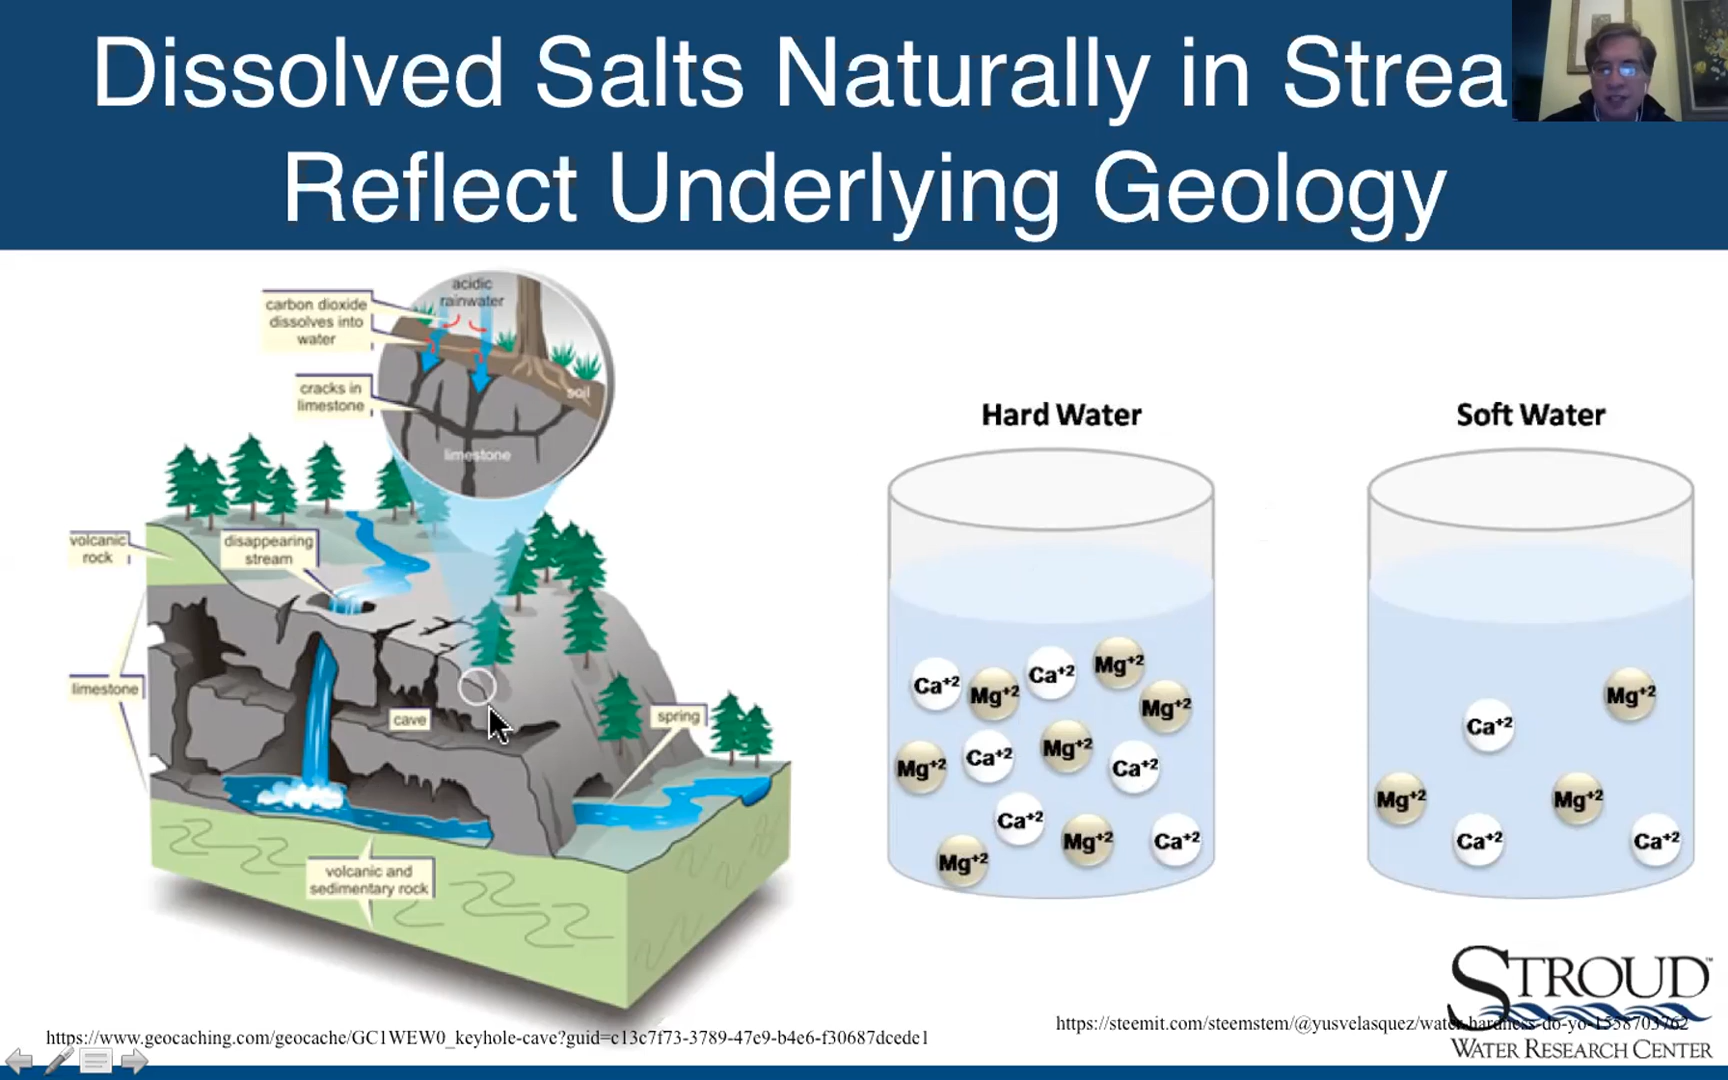 Dissolved Salts Naturally in Strea
Reflect Underlying Geology
acidic
rainwater
carbon dioxide
dissolves into
water
cracks in
limestone
soil
limestone
volcanic
rock
disappearing
stream
limestone
cave
spring
volcanic and
sedimentary rock
Hard Water
Ca+2
Mg+2
Ca+2
Mg+2
Mg+2
Mg+2
Ca+2
Mg+2
Ca+2
Ca+2
Mg+2
Ca+2
Mg+2
Soft Water
Mg+2
Ca+2
Mg+2
Mg+2
Ca+2
Ca+2
STROUD™
WATER RESEARCH CENTER
https://www.geocaching.com/geocache/GC1WEW0_keyhole-cave?guid=c13c7f73-3789-47e9-b4e6-f30687dcede1
https://steemit.com/steemstem/@yusvelasquez/water-hardness-do-yo-1558703762